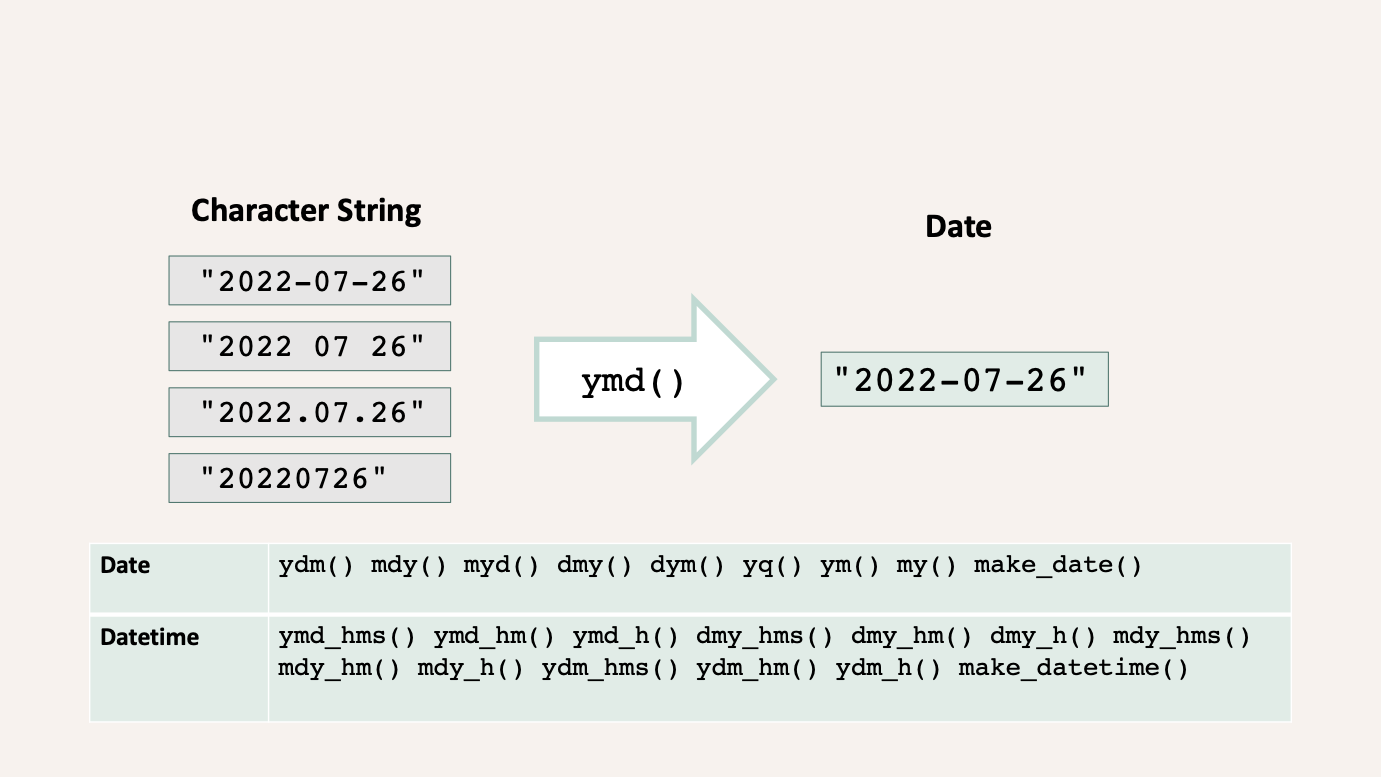 Character String
"2022-07-26"
"2022 07 26"
"2022.07.26"
"20220726"
ymd()
Date
"2022-07-26"
Date
ydm() mdy() myd() dmy() dym() yq() ym() my() make_date()
Datetime
ymd_hms() ymd_hm() ymd_h() dmy_hms() dmy_hm() dmy_h() mdy_hms()
mdy_hm() mdy_h() ydm_hms() ydm_hm() ydm_h() make_datetime()